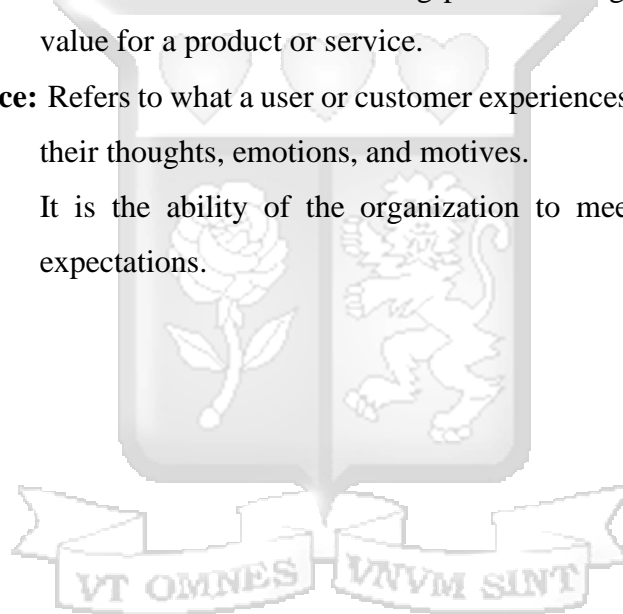 value for a product or service.
ce: Refers to what a user or customer experiences
their thoughts, emotions, and motives.
It is the ability of the organization to mee
expectations.
VT OMNES VNVM SINT